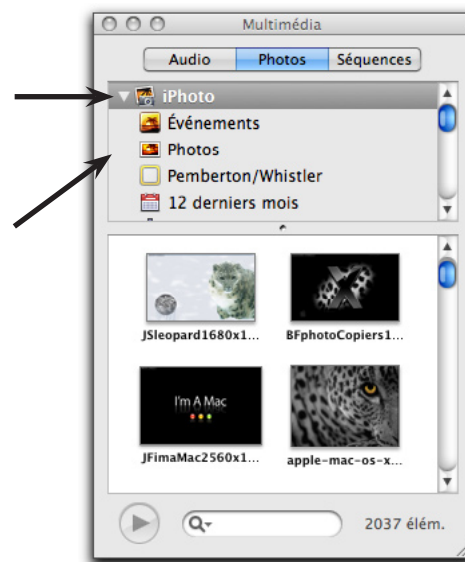 Multimédia
Audio Photos Séquences
iPhoto
Événements
Photos
Pemberton/Whistler
12 derniers mois
JSleopard1680x1... BFphotoCopiers1...
I'm A Mac
JFimaMac2560x1... apple-mac-os-x...
2037 élém.